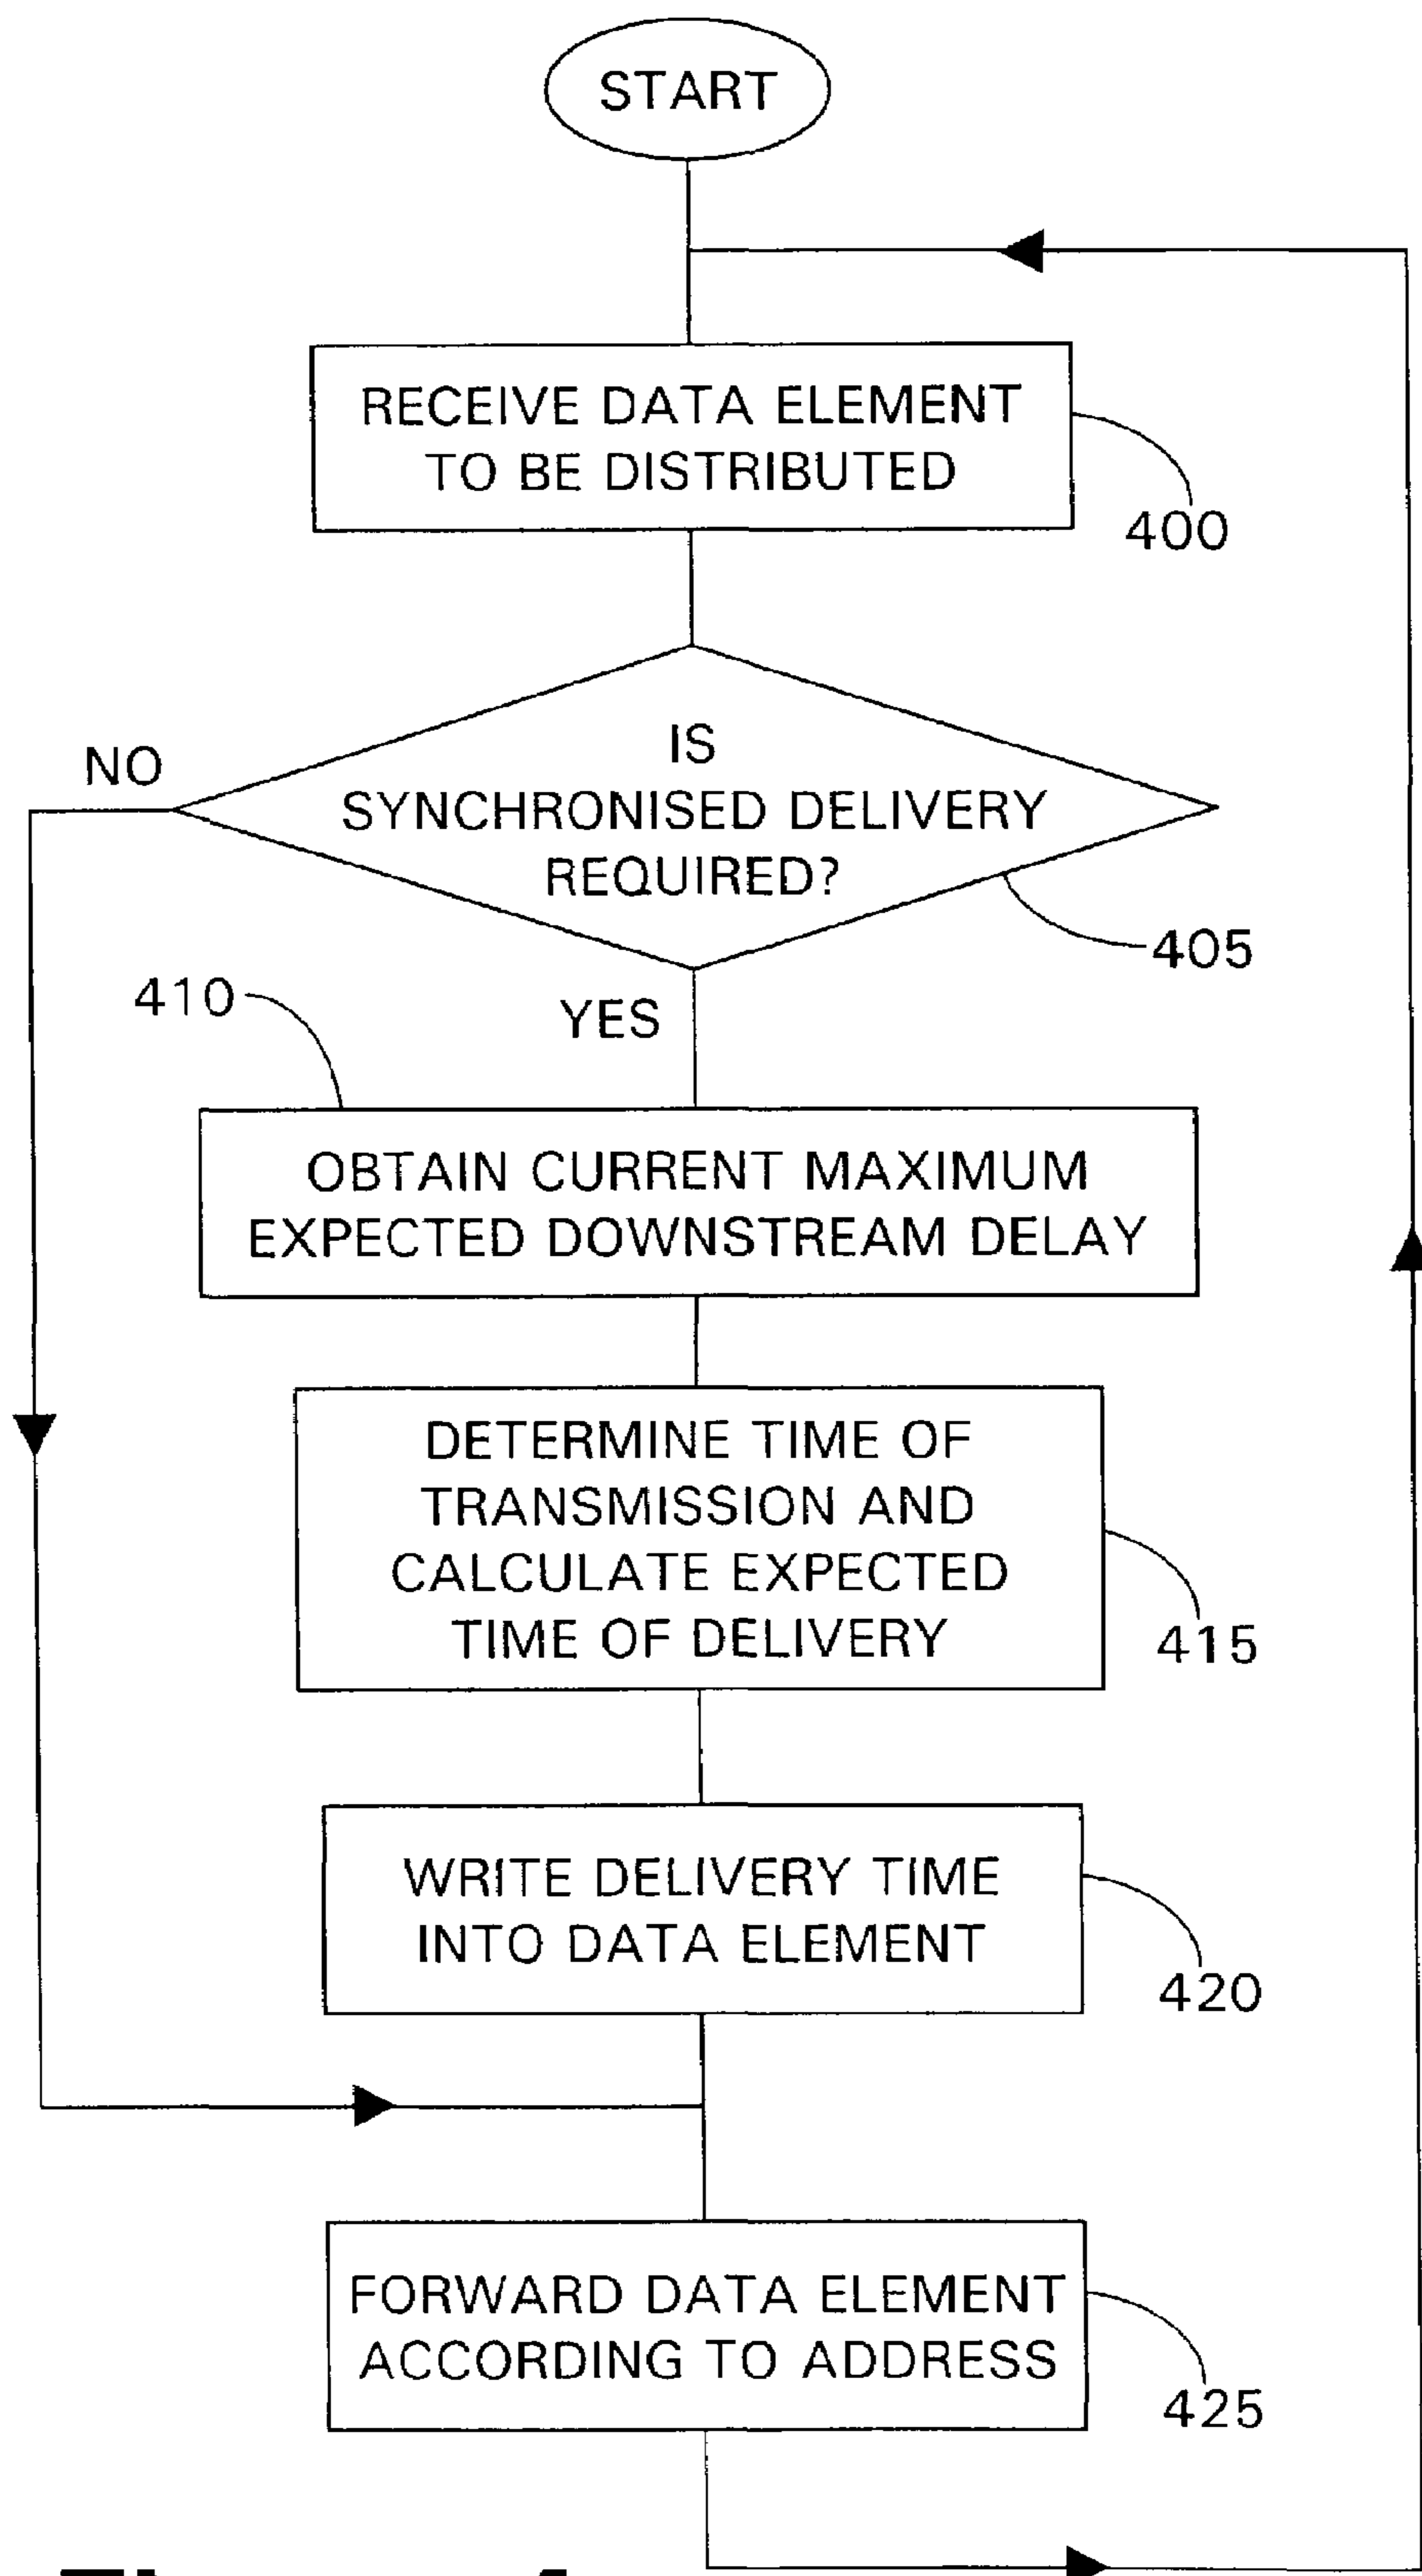 START
RECEIVE DATA ELEMENT
TO BE DISTRIBUTED
400
IS
SYNCHRONISED DELIVERY
REQUIRED?
NO
405
410
YES
OBTAIN CURRENT MAXIMUM
EXPECTED DOWNSTREAM DELAY
DETERMINE TIME OF
TRANSMISSION AND
CALCULATE EXPECTED
TIME OF DELIVERY
415
WRITE DELIVERY TIME
INTO DATA ELEMENT
420
FORWARD DATA ELEMENT
ACCORDING TO ADDRESS
425